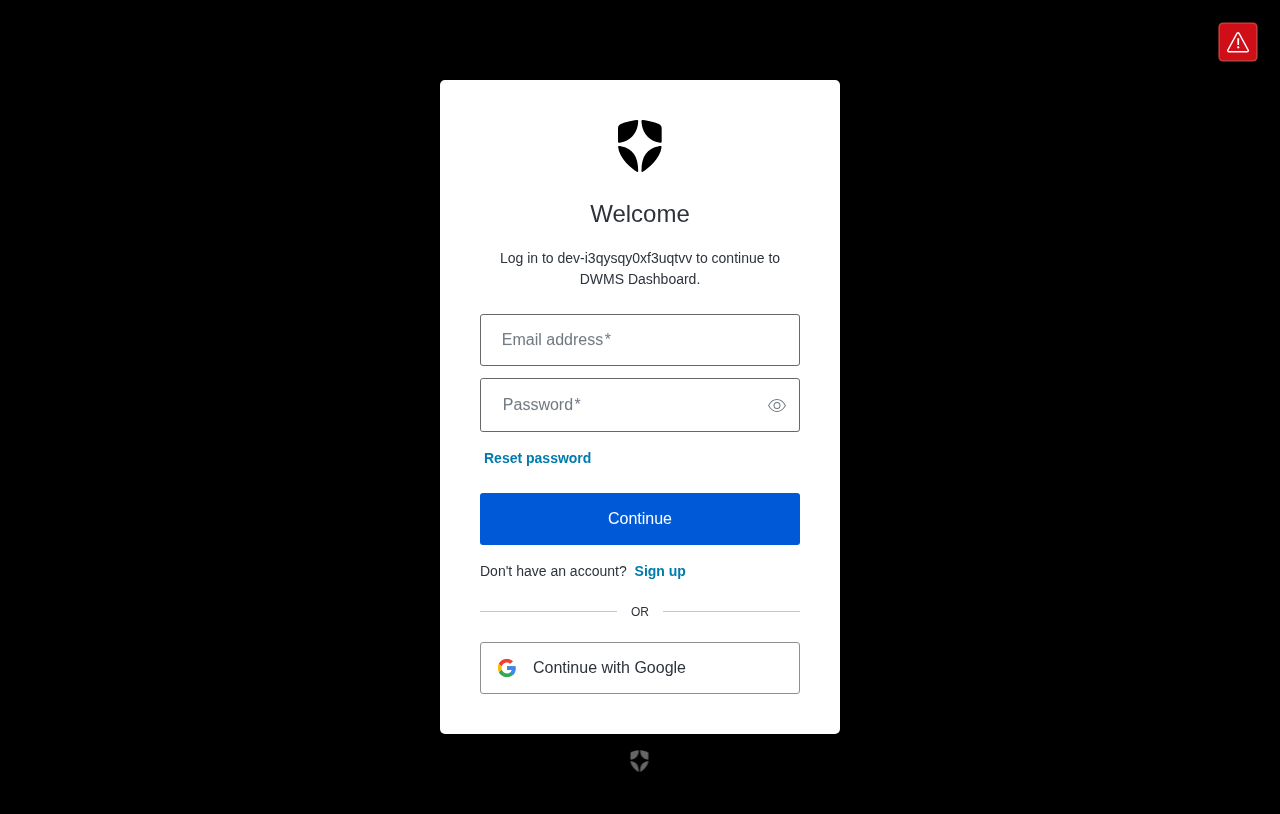 Welcome
Log in to dev-i3qysqy0xf3uqtvv to continue to
DWMS Dashboard.
Email address*
Password*
Reset password
Continue
Don't have an account? Sign up
OR
Continue with Google